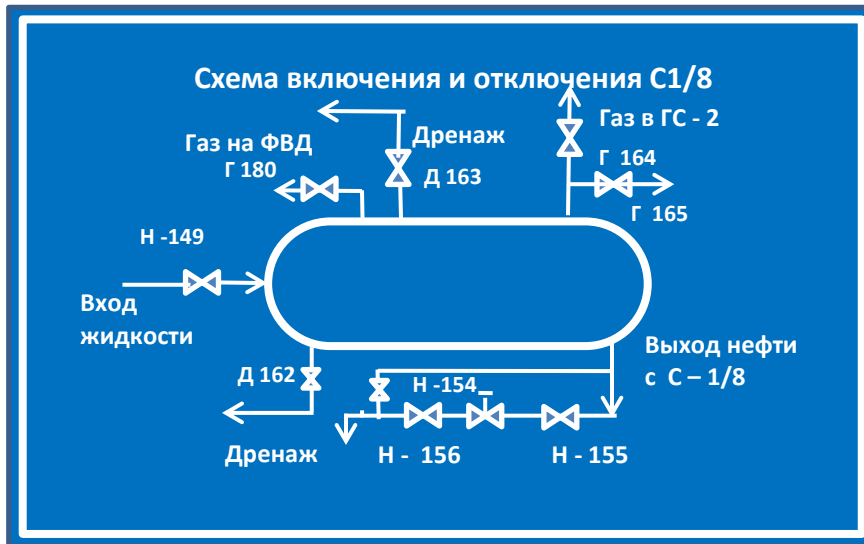 Схема включения и отключения С1/8
Газ на ФВД
Г 180
Дренаж
Д 163
Газ в ГС - 2
Г 164
Г 165
Н -149
Вход
жидкости
Д 162
Дренаж
Н -154
Н - 156
Н - 155
Выход нефти
с С – 1/8